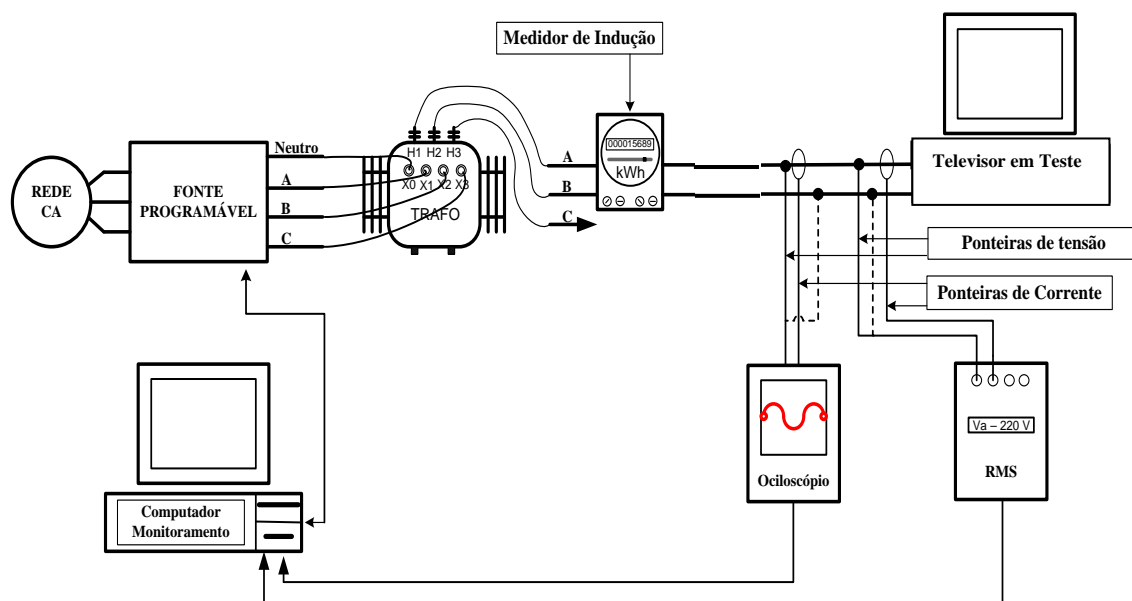 Medidor de Indução
REDE
CA
FONTE
PROGRAMÁVEL
Neutro
A
B
C
H1 H2 H3
X0 X1 X2 X3
TRAFO
A
B
C
000015689
kWh
Televisor em Teste
Ponteiras de tensão
Ponteiras de Corrente
Computador
Monitoramento
Ociloscópio
Va – 220 V
RMS